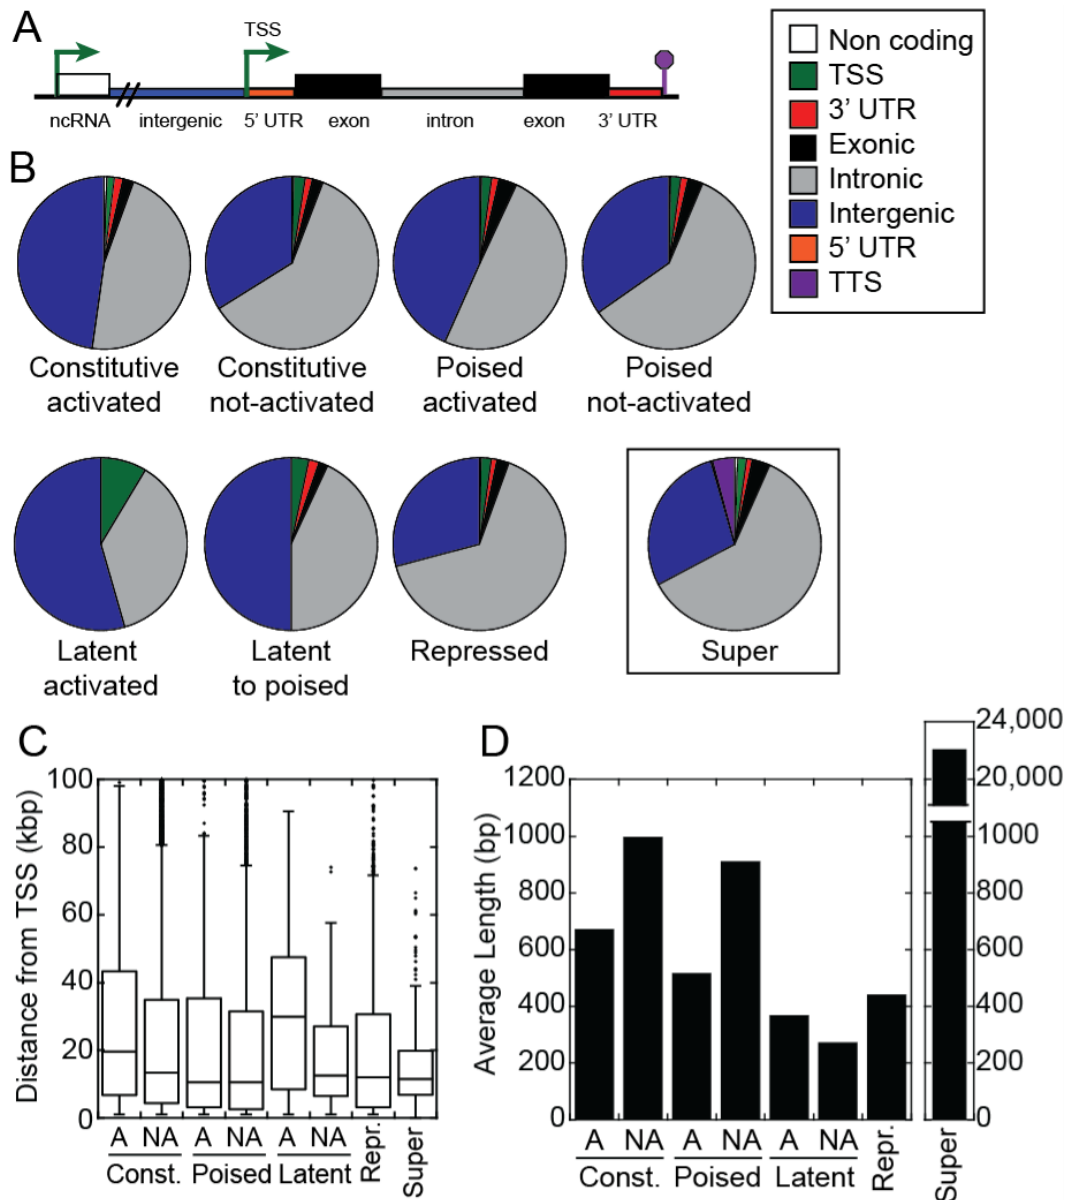 A
TSS
ncRNA intergenic 5’ UTR exon intron exon 3’ UTR
Non coding
TSS
3’ UTR
Exonic
Intronic
Intergenic
5’ UTR
TTS
B
Constitutive activated
Constitutive not-activated
Poised activated
Poised not-activated
Latent activated
Latent to poised
Repressed
Super
C
Distance from TSS (kbp)
100
80
60
40
20
0
A NA A NA A NA Repr. Super
Const. Poised Latent
D
Average Length (bp)
1200
1000
800
600
400
200
0
A NA A NA A NA Repr. Super
Const. Poised Latent
24,000
20,000
1000
800
600
400
200
0